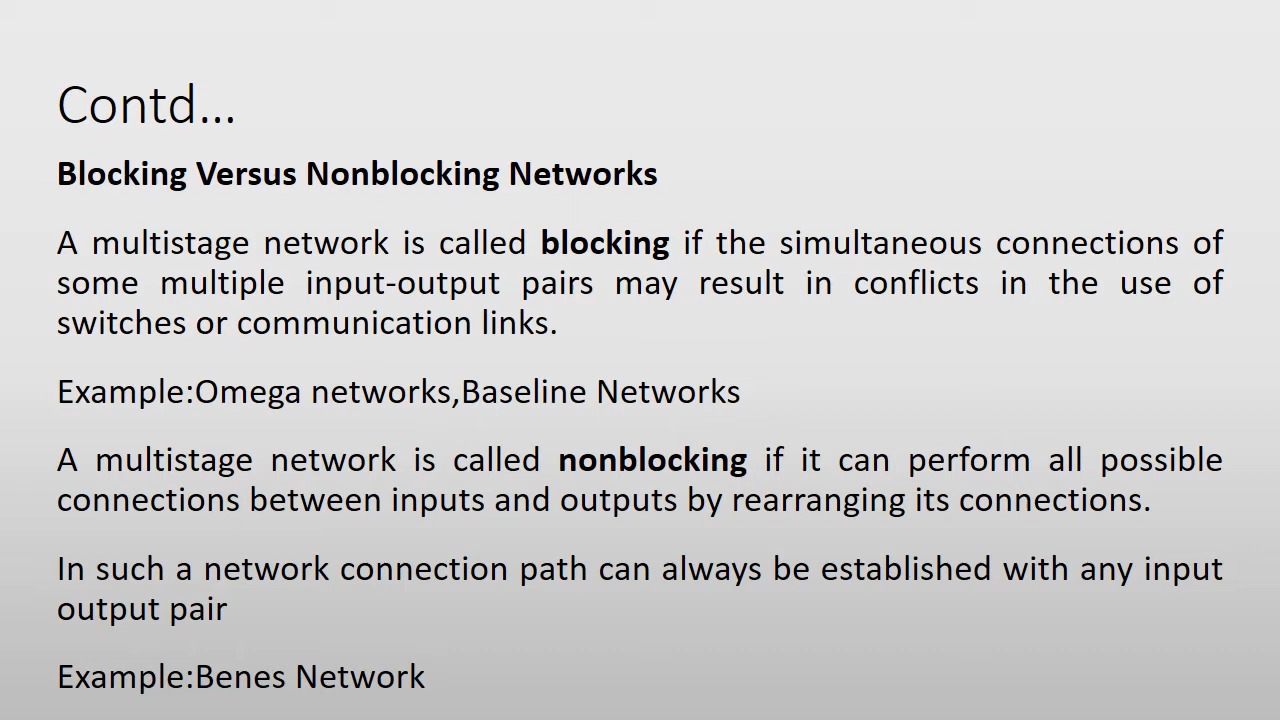 Contd...
Blocking Versus Nonblocking Networks
A multistage network is called blocking if the simultaneous connections of
some multiple input-output pairs may result in conflicts in the use of
switches or communication links.
Example:Omega networks,Baseline Networks
A multistage network is called nonblocking if it can perform all possible
connections between inputs and outputs by rearranging its connections.
In such a network connection path can always be established with any input
output pair
Example:Benes Network